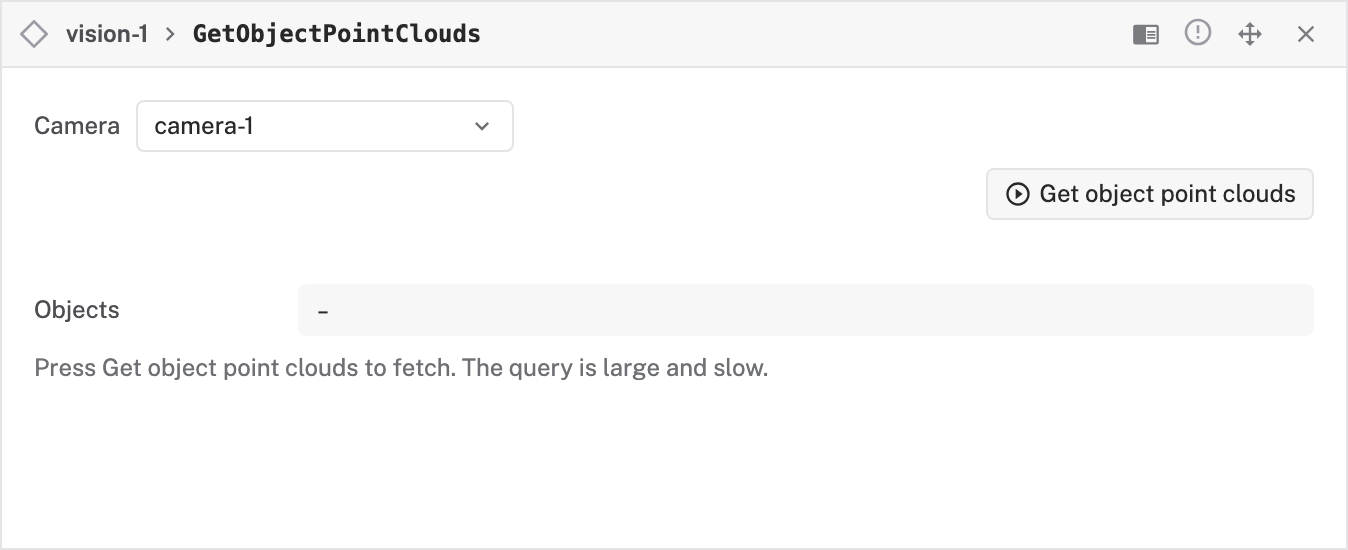 vision-1 > GetObjectPointClouds
Camera camera-1
Get object point clouds
Objects –
Press Get object point clouds to fetch. The query is large and slow.